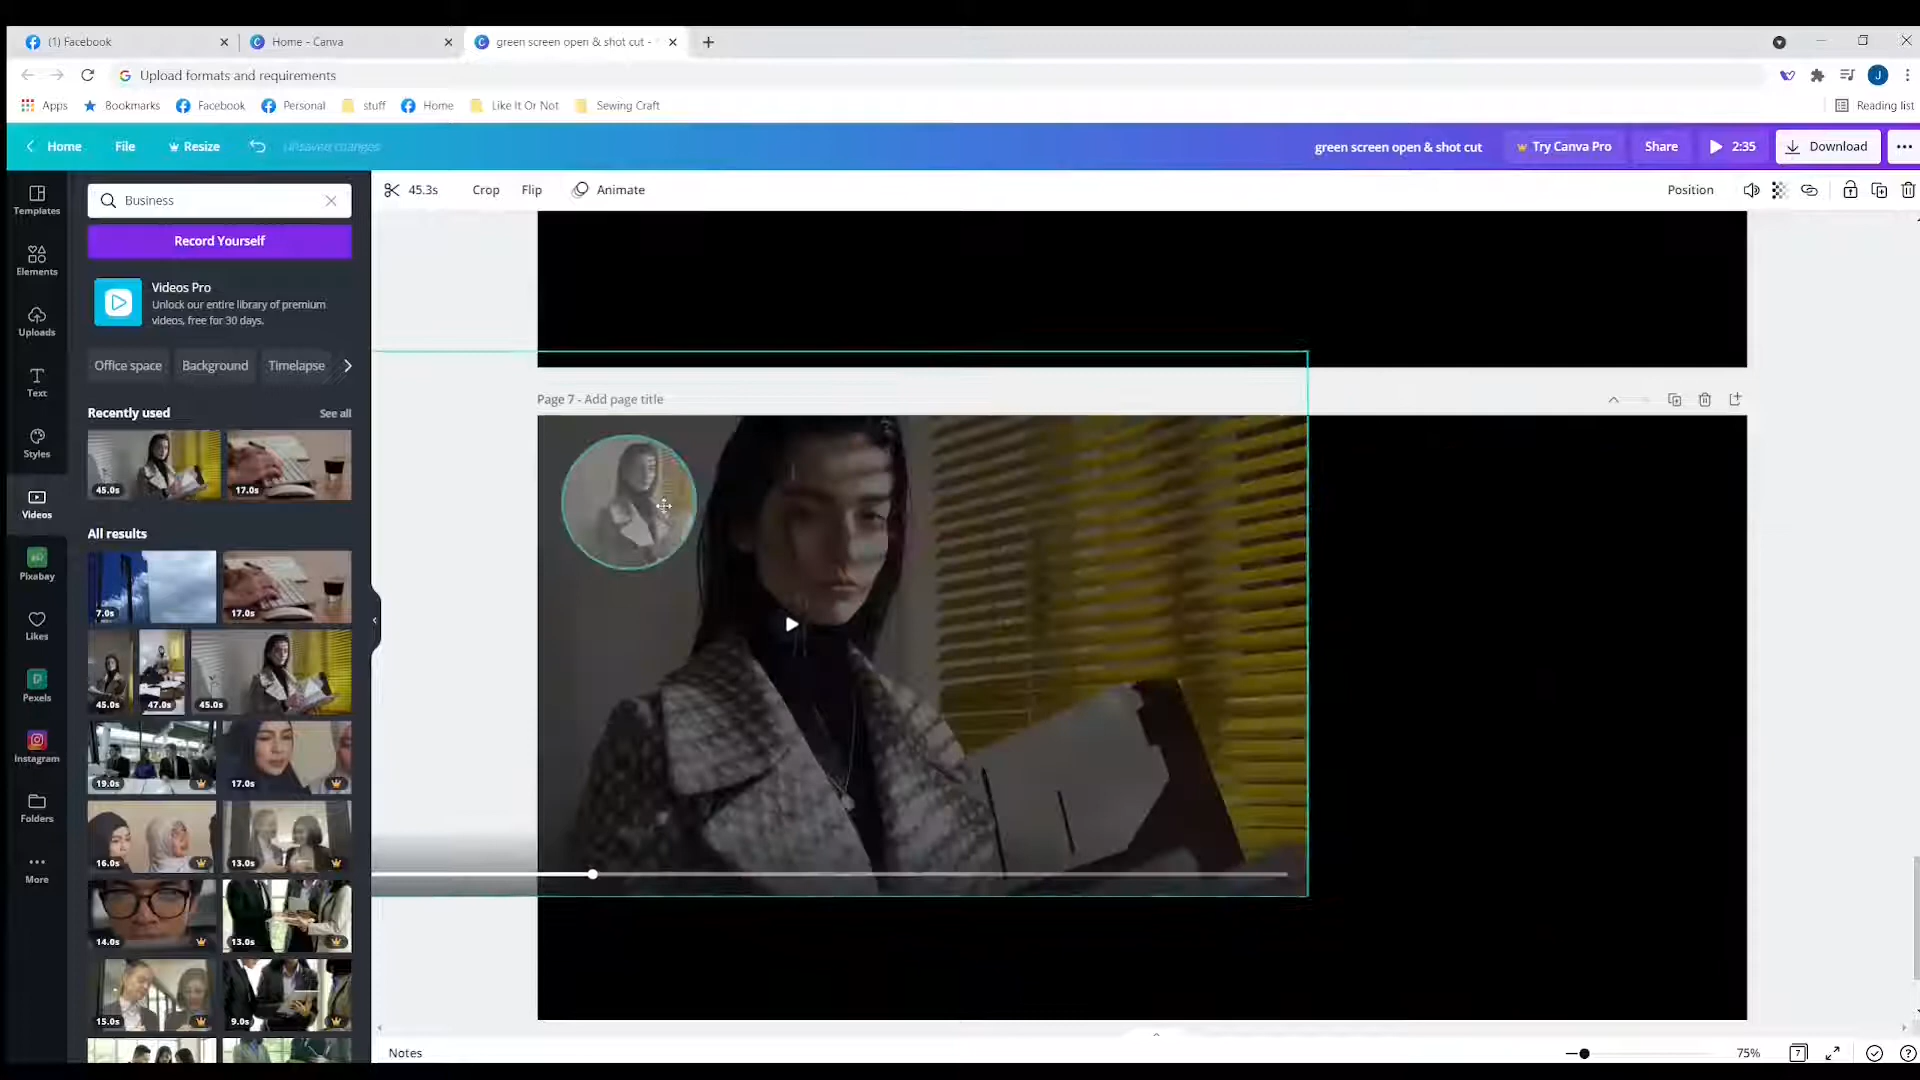 (1) Facebook
Home - Canva
green screen open & shot cut -
Upload formats and requirements
J
Apps
Bookmarks
Facebook
Personal
stuff
Home
Like It Or Not
Sewing Craft
Reading list
Home
File
Resize
Unsaved changes
green screen open & shot cut
Try Canva Pro
Share
2:35
Download
Templates
Elements
Uploads
Text
Styles
Videos
Pixabay
Likes
Pexels
Instagram
Folders
More
Business
Record Yourself
Videos Pro
Unlock our entire library of premium
videos, free for 30 days.
Office space
Background
Timelapse
Recently used
See all
45.0s
17.0s
All results
7.0s
17.0s
45.0s
47.0s
45.0s
19.0s
17.0s
16.0s
13.0s
14.0s
13.0s
15.0s
9.0s
45.3s
Crop
Flip
Animate
Position
Page 7 - Add page title
Notes
75%
7